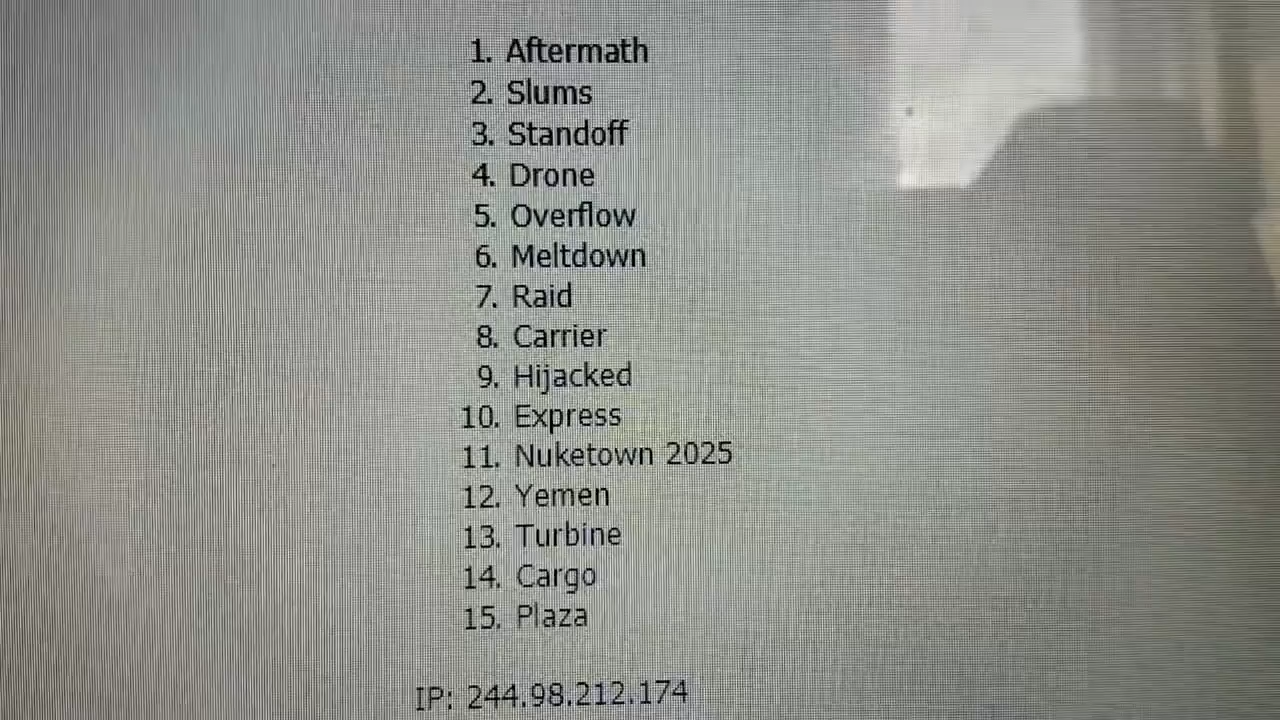 1. Aftermath
2. Slums
3. Standoff
4. Drone
5. Overflow
6. Meltdown
7. Raid
8. Carrier
9. Hijacked
10. Express
11. Nuketown 2025
12. Yemen
13. Turbine
14. Cargo
15. Plaza
IP: 244.98.212.174